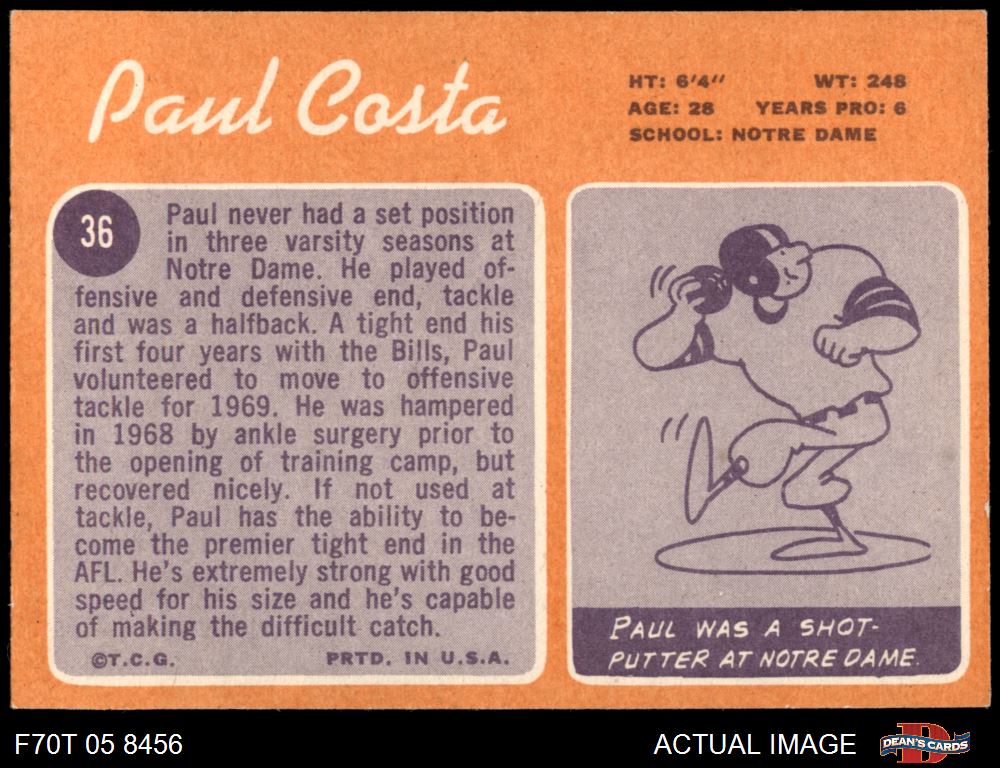 Paul Costa
HT: 6'4" WT: 248
AGE: 28 YEARS PRO: 6
SCHOOL: NOTRE DAME
36
Paul never had a set position
in three varsity seasons at
Notre Dame. He played of-
fensive and defensive end, tackle
and was a halfback. A tight end his
first four years with the Bills, Paul
volunteered to move to offensive
tackle for 1969. He was hampered
in 1968 by ankle surgery prior to
the opening of training camp, but
recovered nicely. If not used at
tackle, Paul has the ability to be-
come the premier tight end in the
AFL. He's extremely strong with good
speed for his size and he's capable
of making the difficult catch.
©T.C.G. PRTD. IN U.S.A.
PAUL WAS A SHOT-
PUTTER AT NOTRE DAME.
F70T 05 8456
ACTUAL IMAGE
D
DEAN'S CARDS